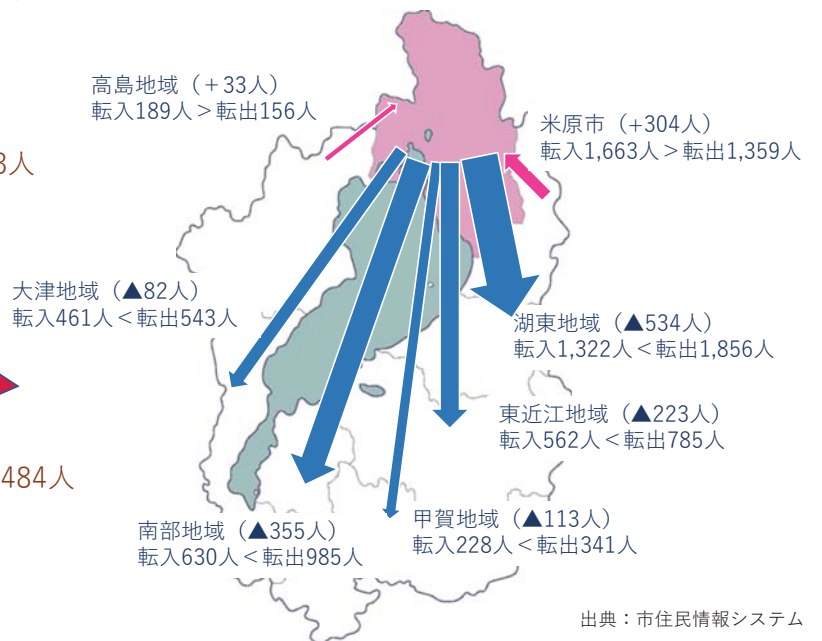 高島地域(+33人)
転入189人>転出156人
米原市(+304人)
転入1,663人>転出1,359人
3人
大津地域(▲82人)
転入461人<転出543人
湖東地域(▲534人)
転入1,322人<転出1,856人
東近江地域(▲223人)
転入562人<転出785人
484人
南部地域(▲355人)
転入630人<転出985人
甲賀地域(▲113人)
転入228人<転出341人
出典:市住民情報システム